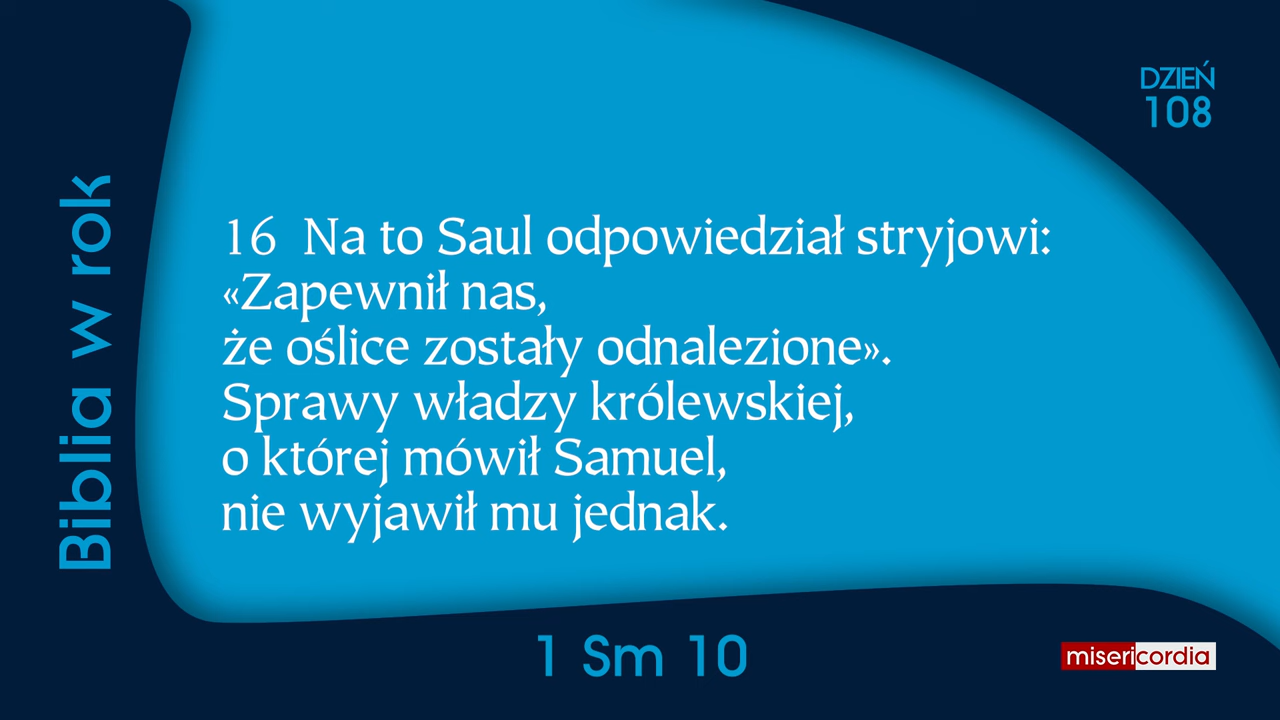 DZIEŃ
108
Biblia w rok
16 Na to Saul odpowiedział stryjowi:
«Zapewnił nas,
że oślice zostały odnalezione».
Sprawy władzy królewskiej,
o której mówił Samuel,
nie wyjawił mu jednak.
1 Sm 10
misericordia